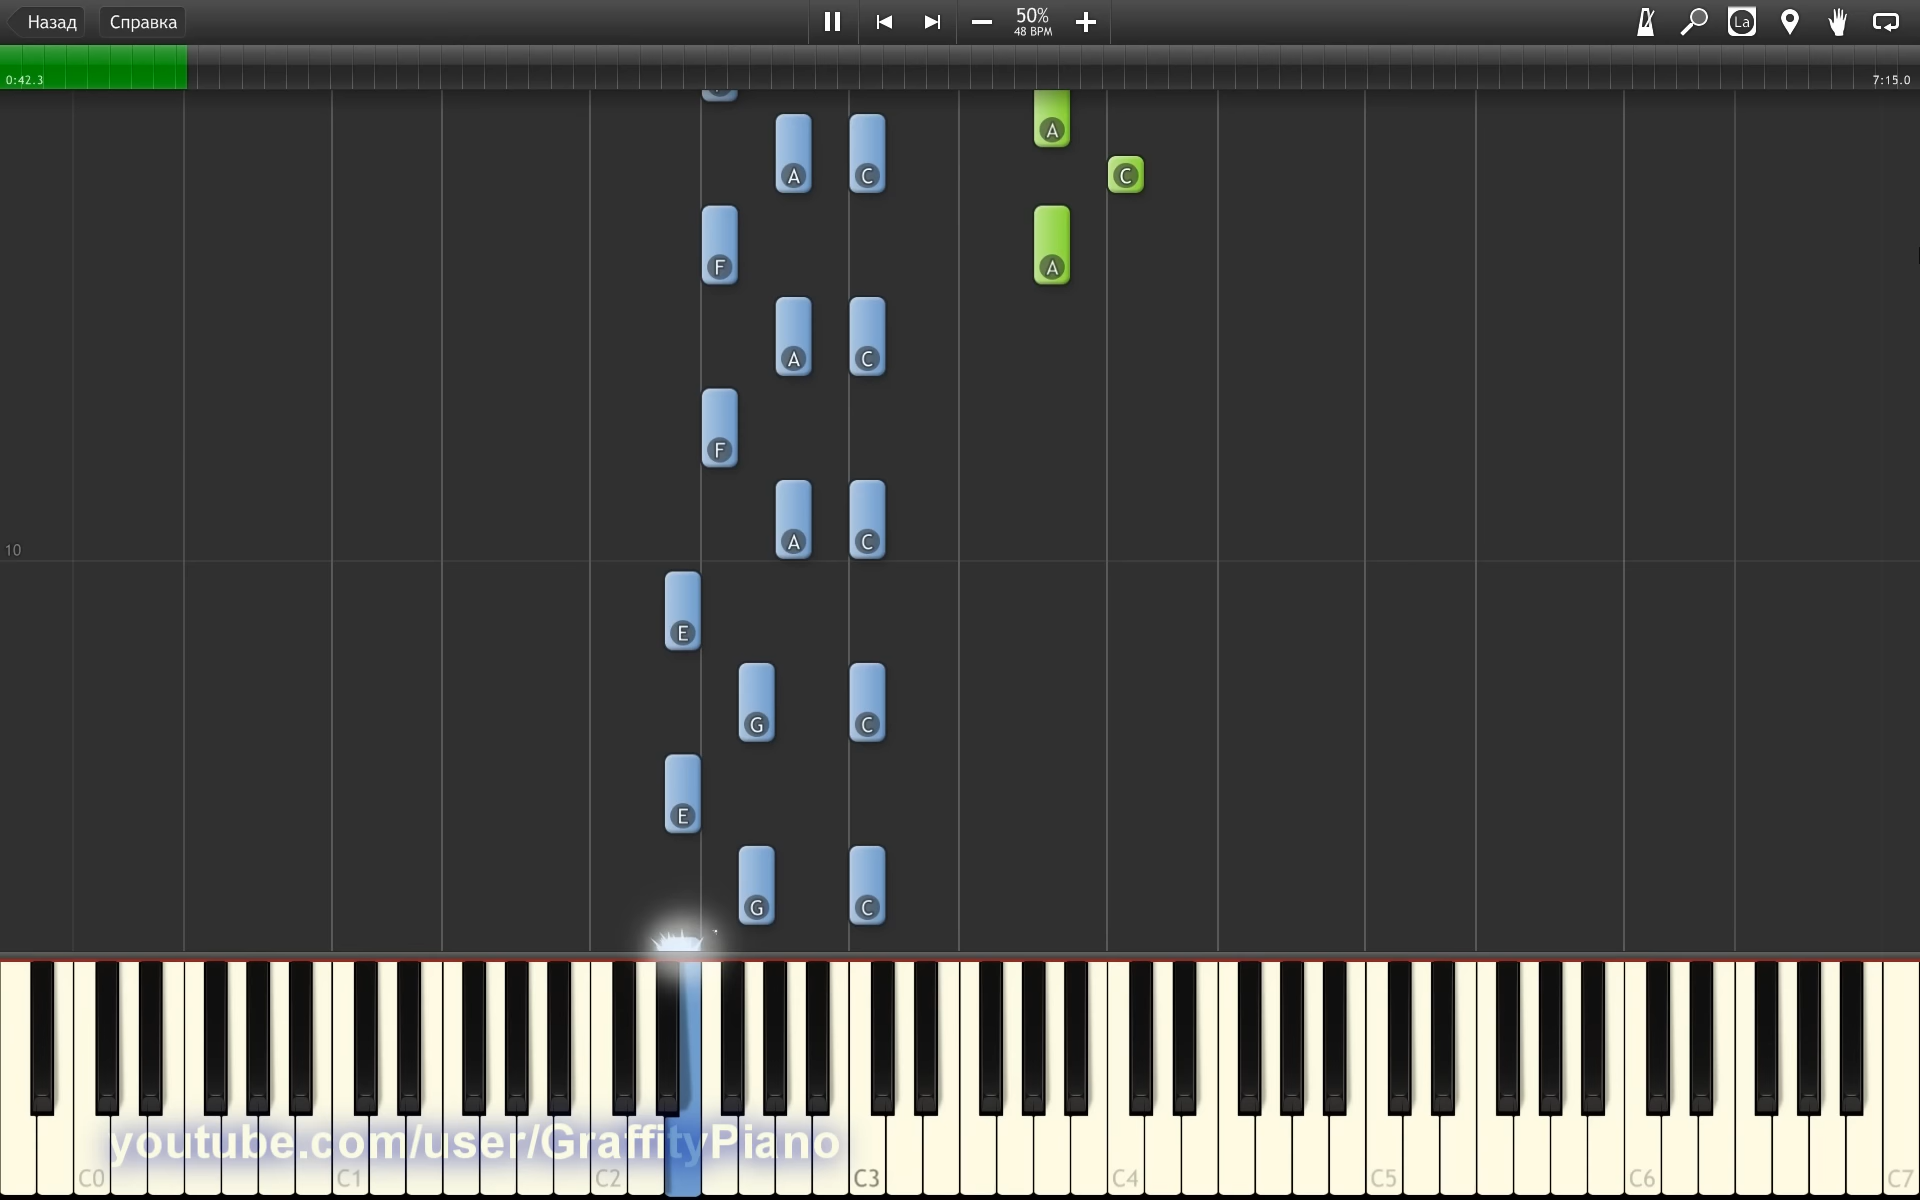 Назад Справка 50% La
48 BPM
0:42.3 7:15.0
A
A C C
F A
A C
F
A C
10
E
G C
E
G C
youtube.com/user/GraffityPiano
C0 C1 C2 C3 C4 C5 C6 C7